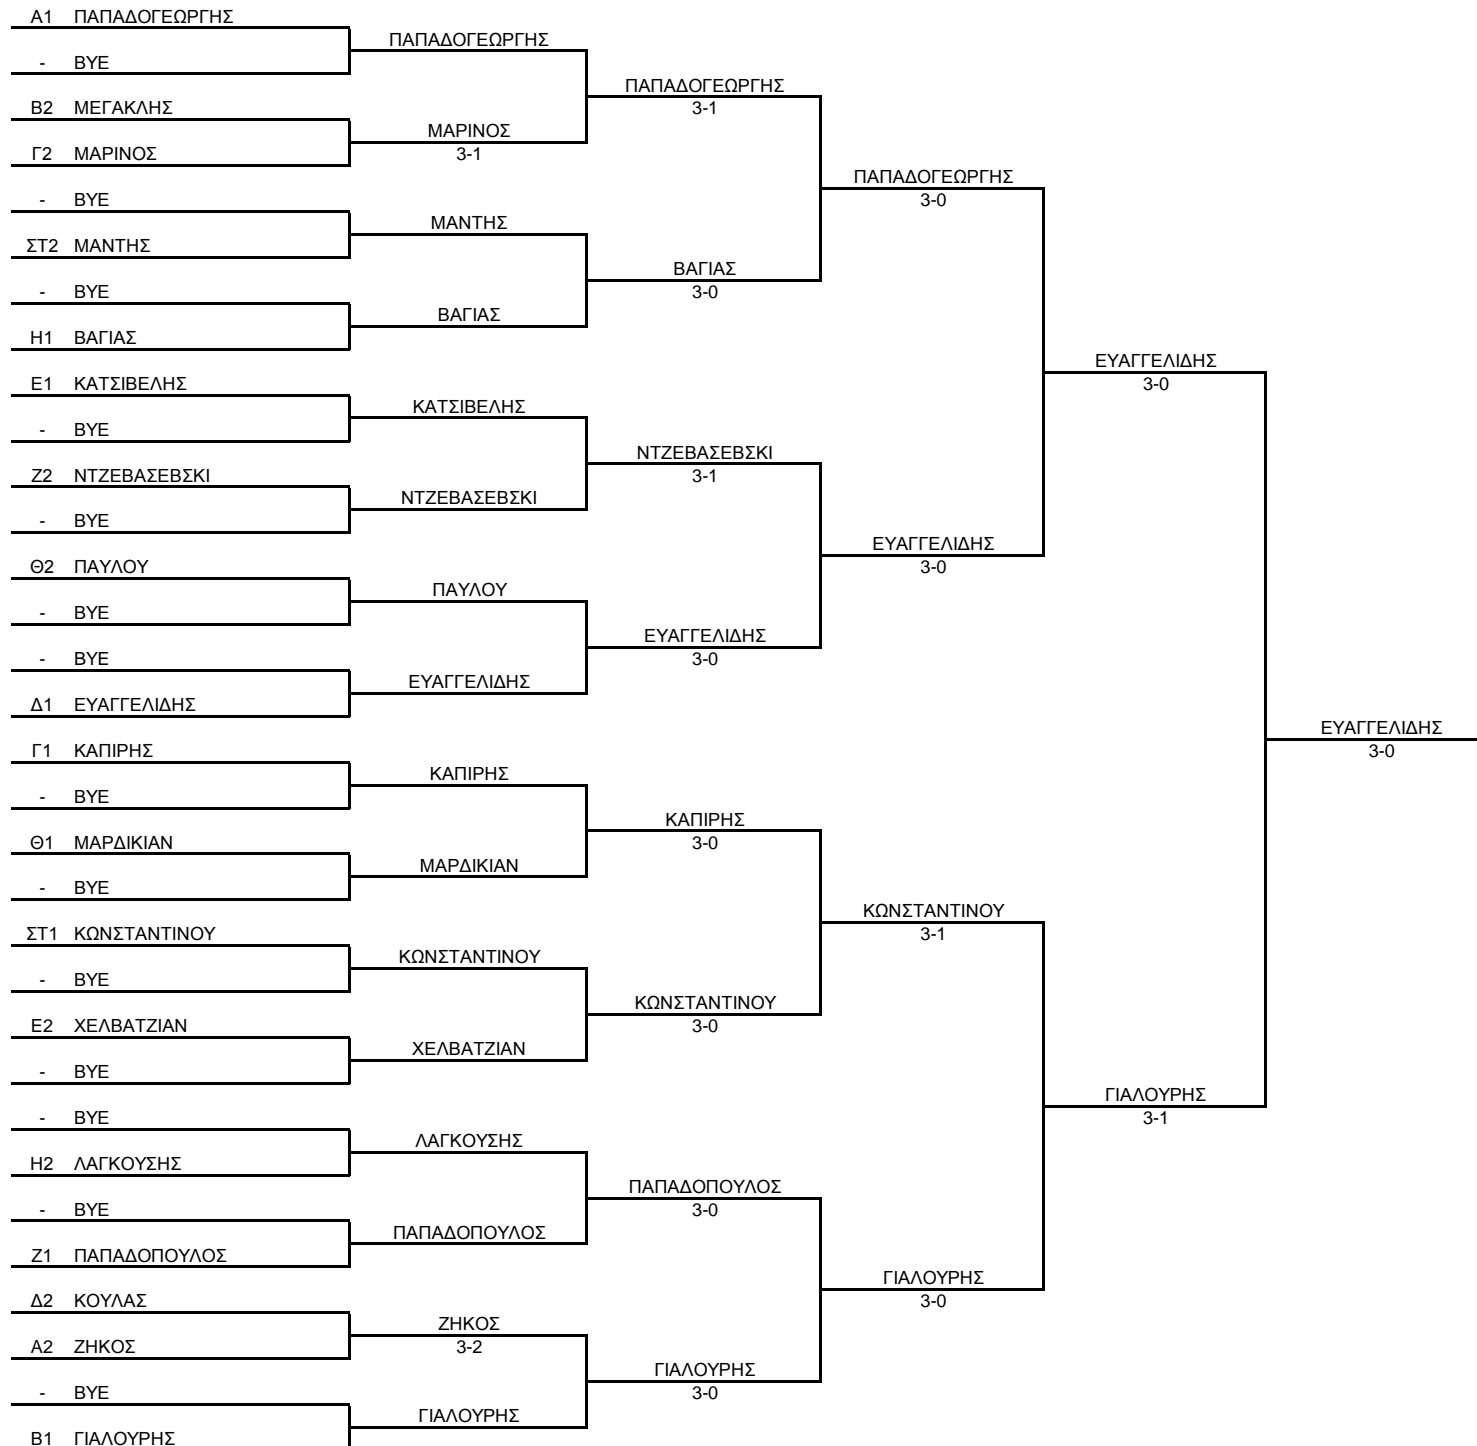 Α1 ΠΑΠΑΔΟΓΕΩΡΓΗΣ
ΠΑΠΑΔΟΓΕΩΡΓΗΣ
- BYE
ΠΑΠΑΔΟΓΕΩΡΓΗΣ
3-1
Β2 ΜΕΓΑΚΛΗΣ
ΜΑΡΙΝΟΣ
3-1
Γ2 ΜΑΡΙΝΟΣ
ΠΑΠΑΔΟΓΕΩΡΓΗΣ
3-0
- BYE
ΜΑΝΤΗΣ
ΣΤ2 ΜΑΝΤΗΣ
ΒΑΓΙΑΣ
3-0
- BYE
ΒΑΓΙΑΣ
Η1 ΒΑΓΙΑΣ
ΕΥΑΓΓΕΛΙΔΗΣ
3-0
Ε1 ΚΑΤΣΙΒΕΛΗΣ
ΚΑΤΣΙΒΕΛΗΣ
- BYE
ΝΤΖΕΒΑΣΕΒΣΚΙ
3-1
Ζ2 ΝΤΖΕΒΑΣΕΒΣΚΙ
ΝΤΖΕΒΑΣΕΒΣΚΙ
- BYE
ΕΥΑΓΓΕΛΙΔΗΣ
3-0
Θ2 ΠΑΥΛΟΥ
ΠΑΥΛΟΥ
- BYE
ΕΥΑΓΓΕΛΙΔΗΣ
3-0
- BYE
ΕΥΑΓΓΕΛΙΔΗΣ
Δ1 ΕΥΑΓΓΕΛΙΔΗΣ
ΕΥΑΓΓΕΛΙΔΗΣ
3-0
Γ1 ΚΑΠΙΡΗΣ
ΚΑΠΙΡΗΣ
- BYE
ΚΑΠΙΡΗΣ
3-0
Θ1 ΜΑΡΔΙΚΙΑΝ
ΜΑΡΔΙΚΙΑΝ
- BYE
ΚΩΝΣΤΑΝΤΙΝΟΥ
3-1
ΣΤ1 ΚΩΝΣΤΑΝΤΙΝΟΥ
ΚΩΝΣΤΑΝΤΙΝΟΥ
- BYE
ΚΩΝΣΤΑΝΤΙΝΟΥ
3-0
Ε2 ΧΕΛΒΑΤΖΙΑΝ
ΧΕΛΒΑΤΖΙΑΝ
- BYE
ΓΙΑΛΟΥΡΗΣ
3-1
- BYE
ΛΑΓΚΟΥΣΗΣ
Η2 ΛΑΓΚΟΥΣΗΣ
ΠΑΠΑΔΟΠΟΥΛΟΣ
3-0
- BYE
ΠΑΠΑΔΟΠΟΥΛΟΣ
Ζ1 ΠΑΠΑΔΟΠΟΥΛΟΣ
ΓΙΑΛΟΥΡΗΣ
3-0
Δ2 ΚΟΥΛΑΣ
ΖΗΚΟΣ
3-2
Α2 ΖΗΚΟΣ
ΓΙΑΛΟΥΡΗΣ
3-0
- BYE
ΓΙΑΛΟΥΡΗΣ
Β1 ΓΙΑΛΟΥΡΗΣ